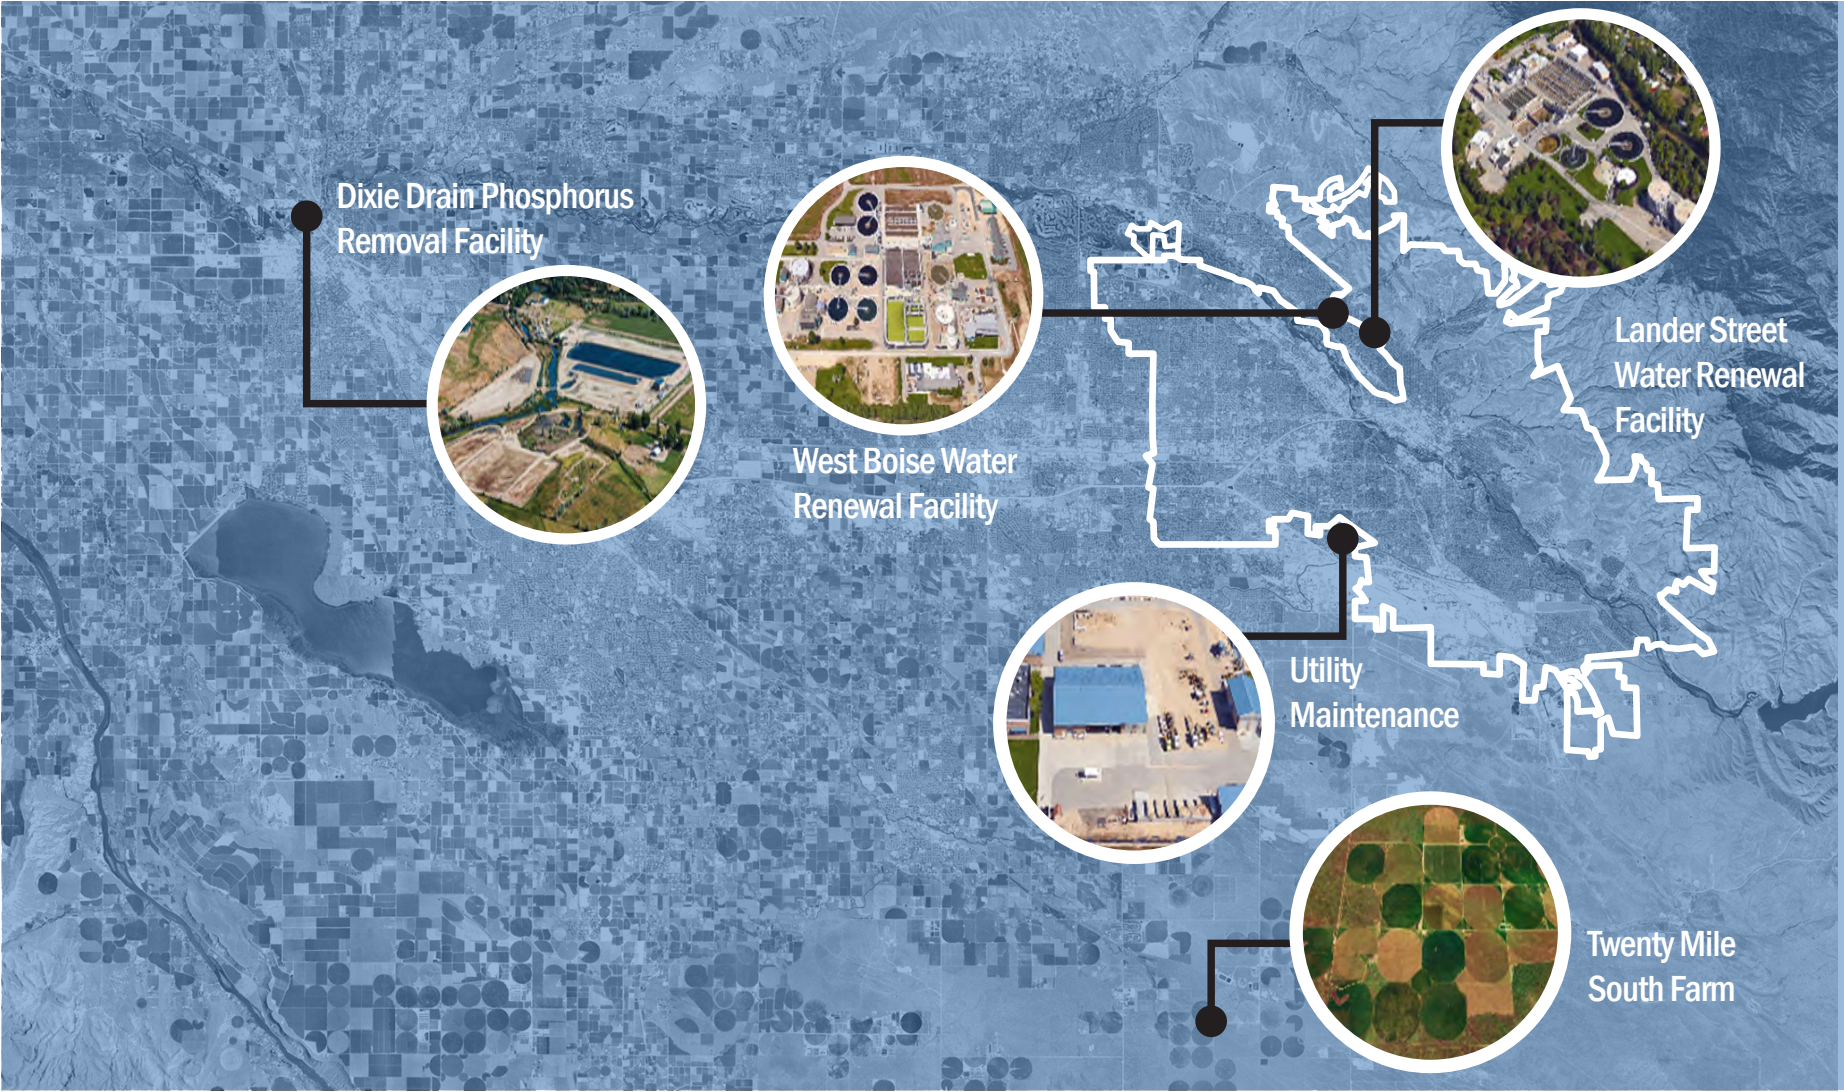 Dixie Drain Phosphorus
Removal Facility
West Boise Water
Renewal Facility
Lander Street
Water Renewal
Facility
Utility
Maintenance
Twenty Mile
South Farm